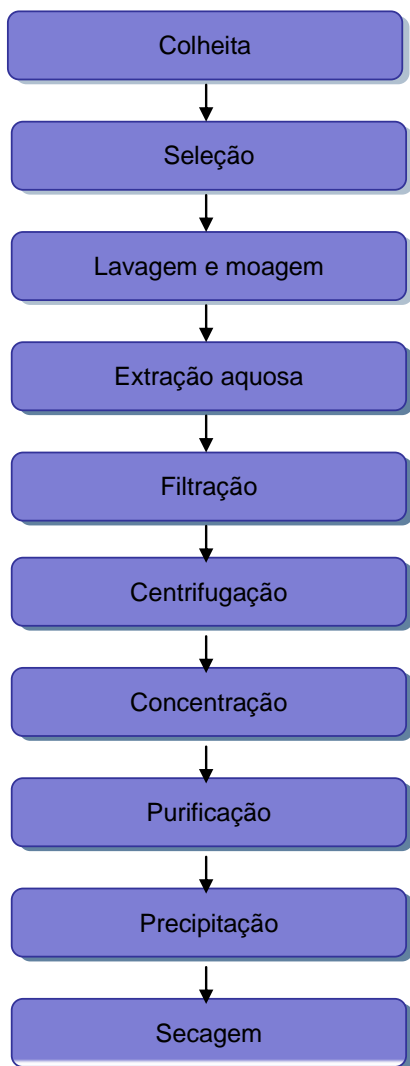 Colheita
Seleção
Lavagem e moagem
Extração aquosa
Filtração
Centrifugação
Concentração
Purificação
Precipitação
Secagem